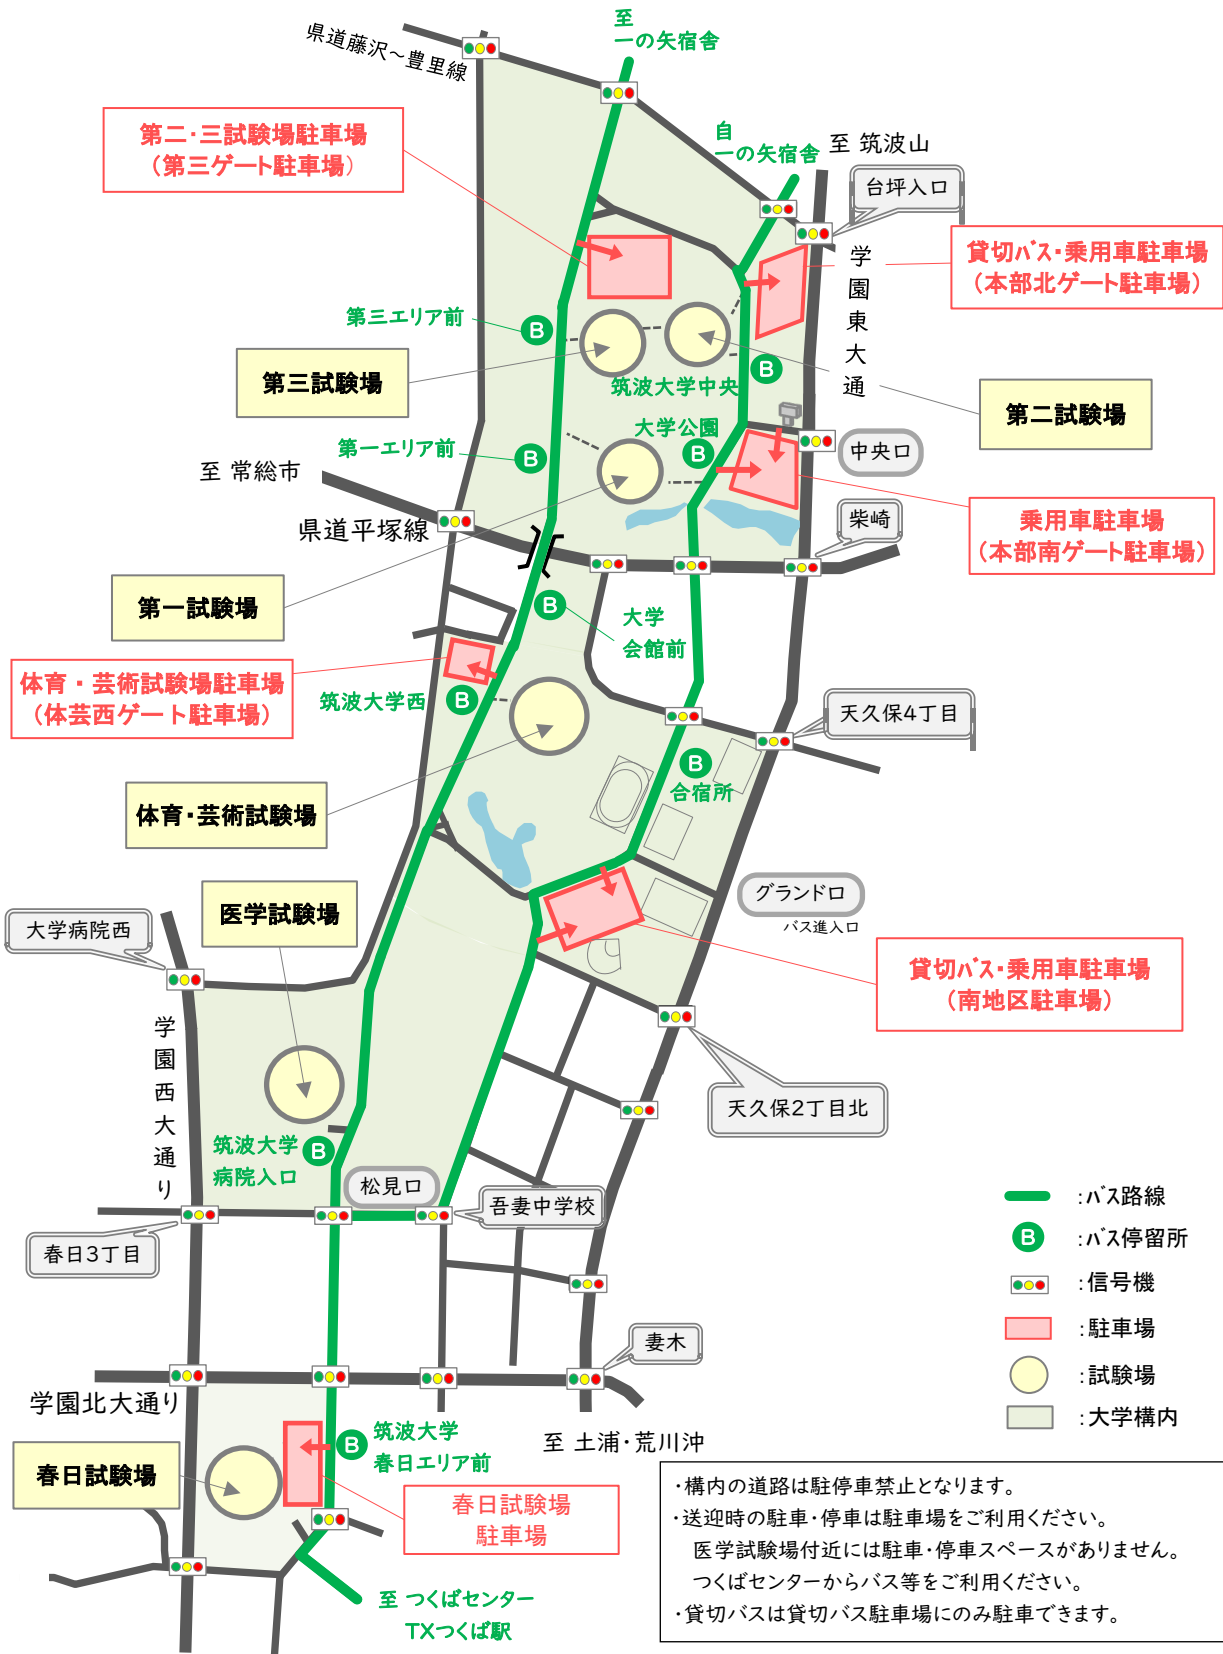 至
一の矢宿舎
県道藤沢～豊里線
第二・三試験場駐車場
（第三ゲート駐車場）
自
一の矢宿舎
至 筑波山
台坪入口
学園東大通
貸切バス・乗用車駐車場
（本部北ゲート駐車場）
第三エリア前
B
第三試験場
筑波大学中央
B
第二試験場
大学公園
B
第一エリア前
B
中央口
至 常総市
県道平塚線
柴崎
乗用車駐車場
（本部南ゲート駐車場）
第一試験場
B
大学
会館前
体育・芸術試験場駐車場
（体芸西ゲート駐車場）
筑波大学西
B
天久保4丁目
B
合宿所
体育・芸術試験場
医学試験場
グランド口
バス進入口
大学病院西
貸切バス・乗用車駐車場
（南地区駐車場）
学園西大通り
天久保2丁目北
筑波大学
病院入口
B
松見口
吾妻中学校
春日3丁目
妻木
学園北大通り
至 土浦・荒川沖
B
筑波大学
春日エリア前
春日試験場
春日試験場
駐車場
至 つくばセンター
TXつくば駅
：バス路線
B
：バス停留所
：信号機
：駐車場
：試験場
：大学構内
・構内の道路は駐停車禁止となります。
・送迎時の駐車・停車は駐車場をご利用ください。
医学試験場付近には駐車・停車スペースがありません。
つくばセンターからバス等をご利用ください。
・貸切バスは貸切バス駐車場にのみ駐車できます。